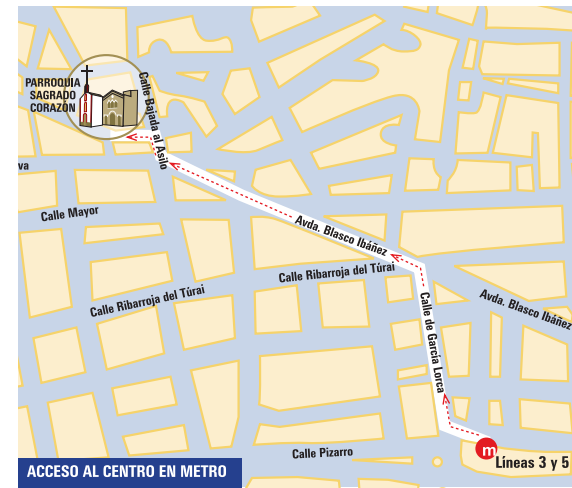 PARROQUIA
SAGRADO
CORAZÓN
Calle Bajada al Asilo
va
Calle Mayor
Avda. Blasco Ibáñez
Calle Ribarroja del Túrai
Calle Ribarroja del Túrai
Avda. Blasco Ibáñez
Calle de García Lorca
Calle Pizarro
m
Líneas 3 y 5
ACCESO AL CENTRO EN METRO